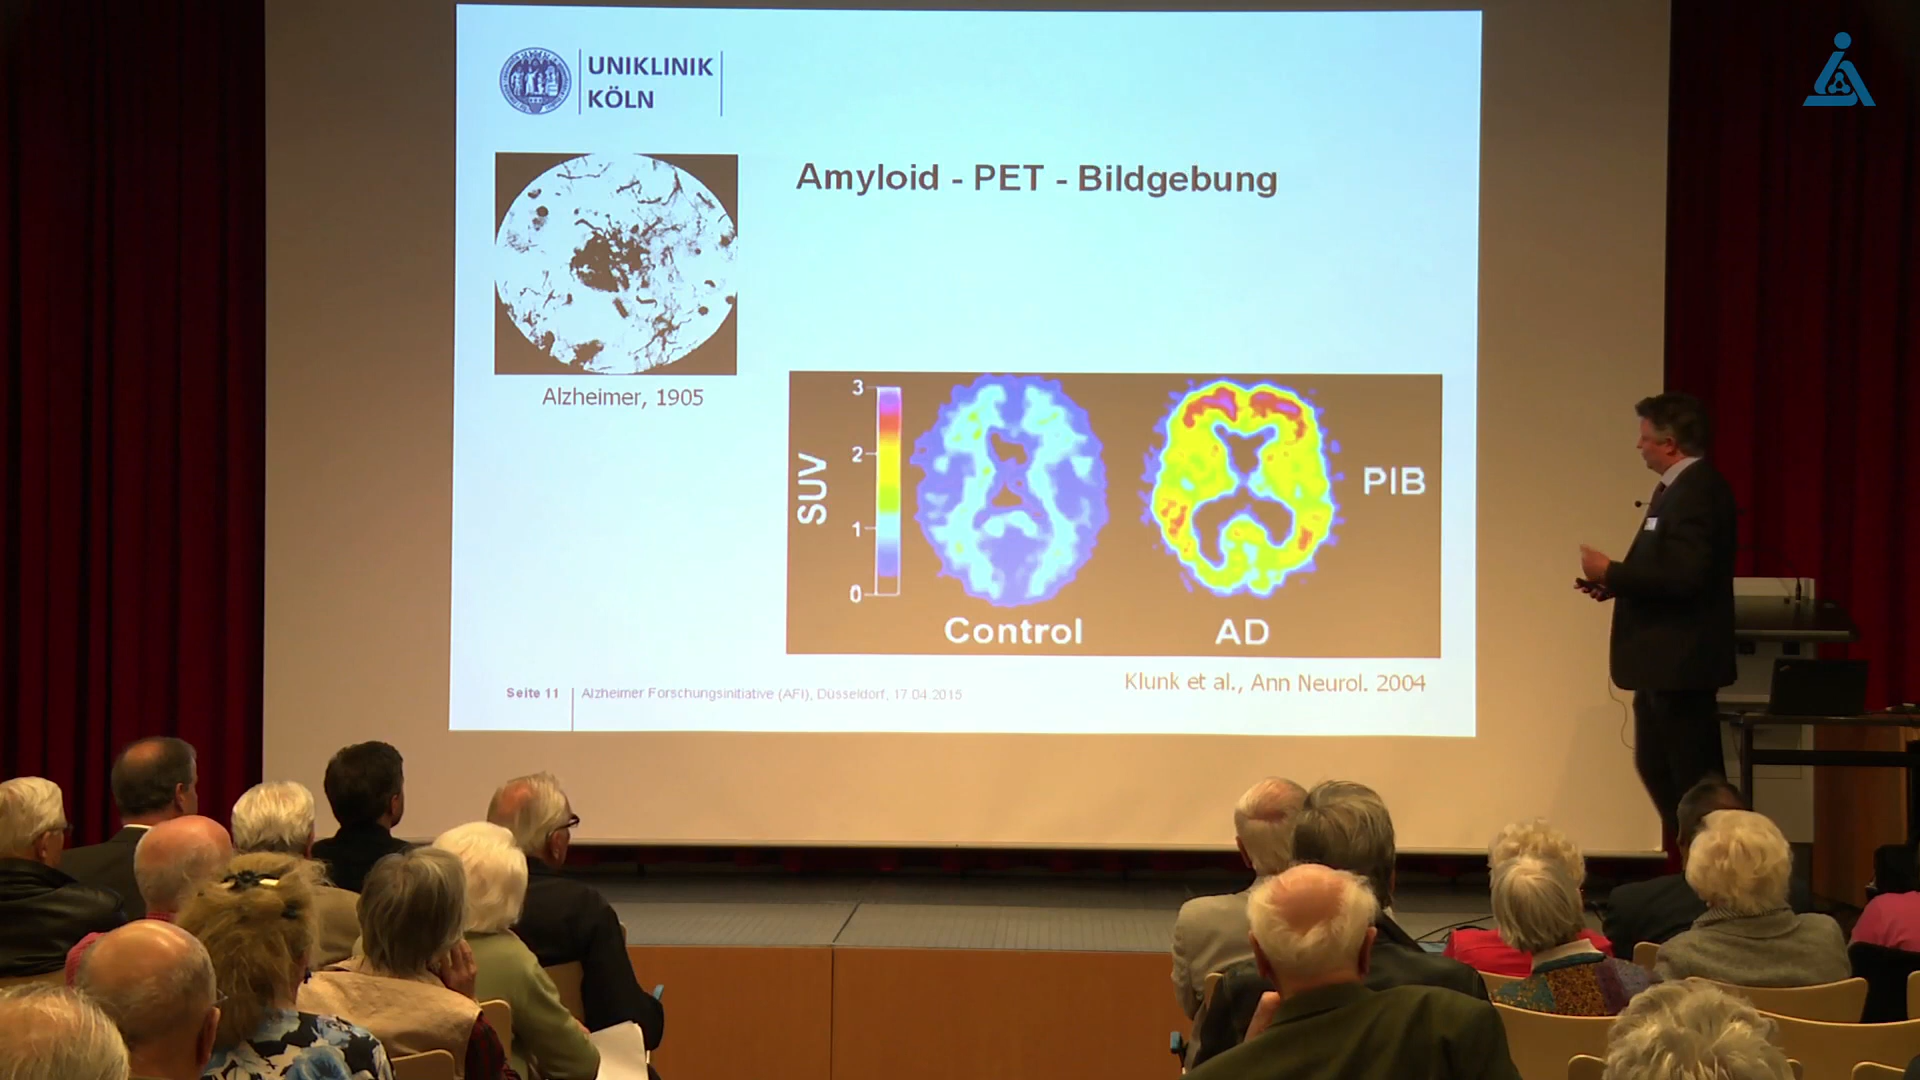 UNIKLINIK
KÖLN
Amyloid - PET - Bildgebung
Alzheimer, 1905
3
2
1
0
SUV
PIB
Control
AD
Klunk et al., Ann Neurol. 2004
Seite 11
Alzheimer Forschungsinitiative (AFI), Düsseldorf, 17.04.2015